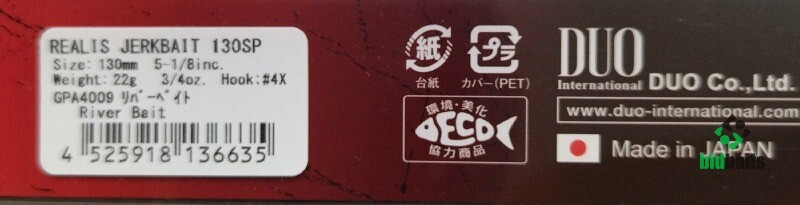 REALIS JERKBAIT 130SP
Size: 130mm 5-1/8inc.
Weight: 22g 3/4oz. Hook:#4X
GPA4009 ﾘﾊﾞｰﾍﾞｲﾄ
River Bait
4 525918 136635
紙
台紙
プラ
カバー(PET)
環境・美化
DECO
協力商品
DUO
International
DUO Co.,Ltd.
www.duo-international.com
Made in JAPAN
bidbaits